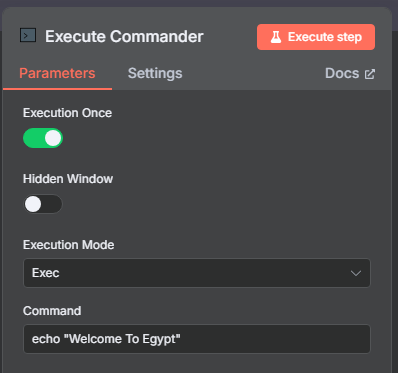 Execute Commander
Execute step
Parameters
Settings
Docs
Execution Once
Hidden Window
Execution Mode
Exec
Command
echo "Welcome To Egypt"